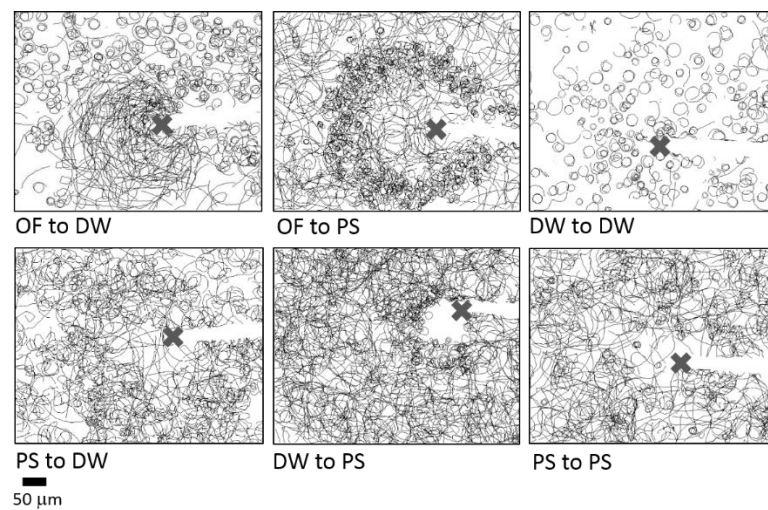 OF to DW
OF to PS
DW to DW
PS to DW
DW to PS
PS to PS
50 μm